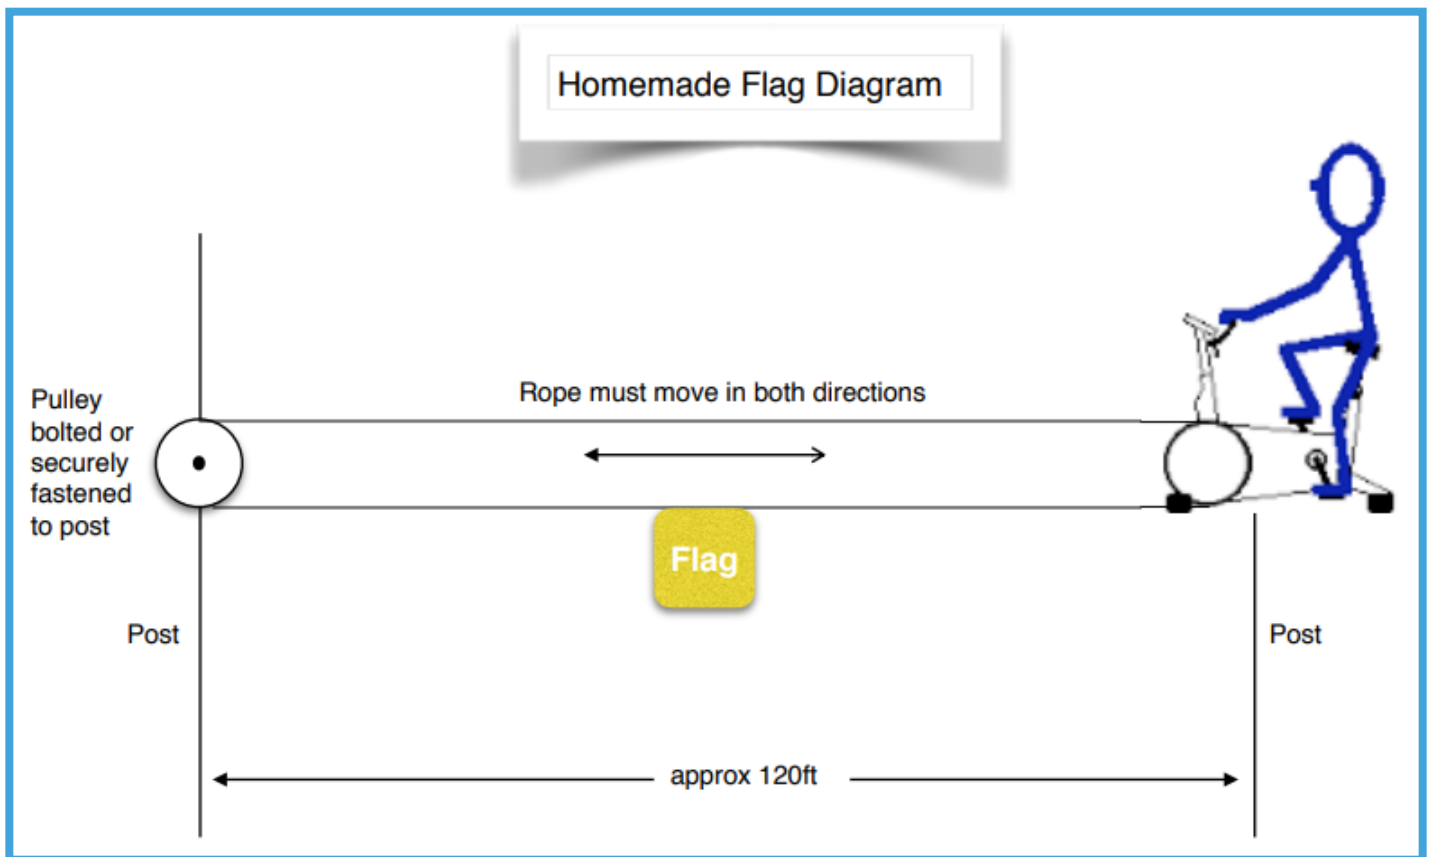 Homemade Flag Diagram
Rope must move in both directions
Pulley
bolted or
securely
fastened
to post
Flag
Post
Post
approx 120ft